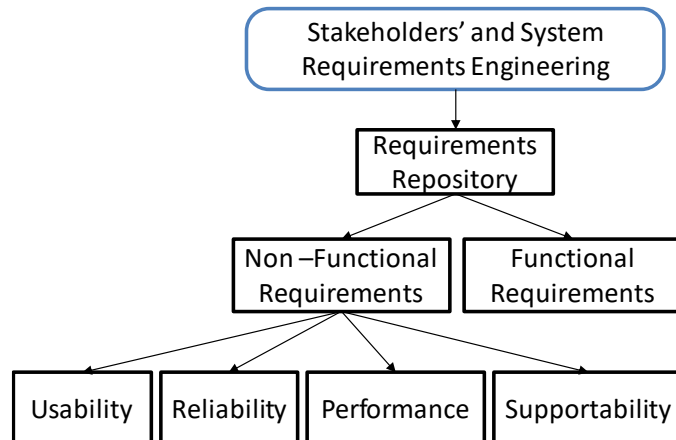 Stakeholders’ and System
Requirements Engineering
Requirements
Repository
Non –Functional
Requirements
Functional
Requirements
Usability
Reliability
Performance
Supportability